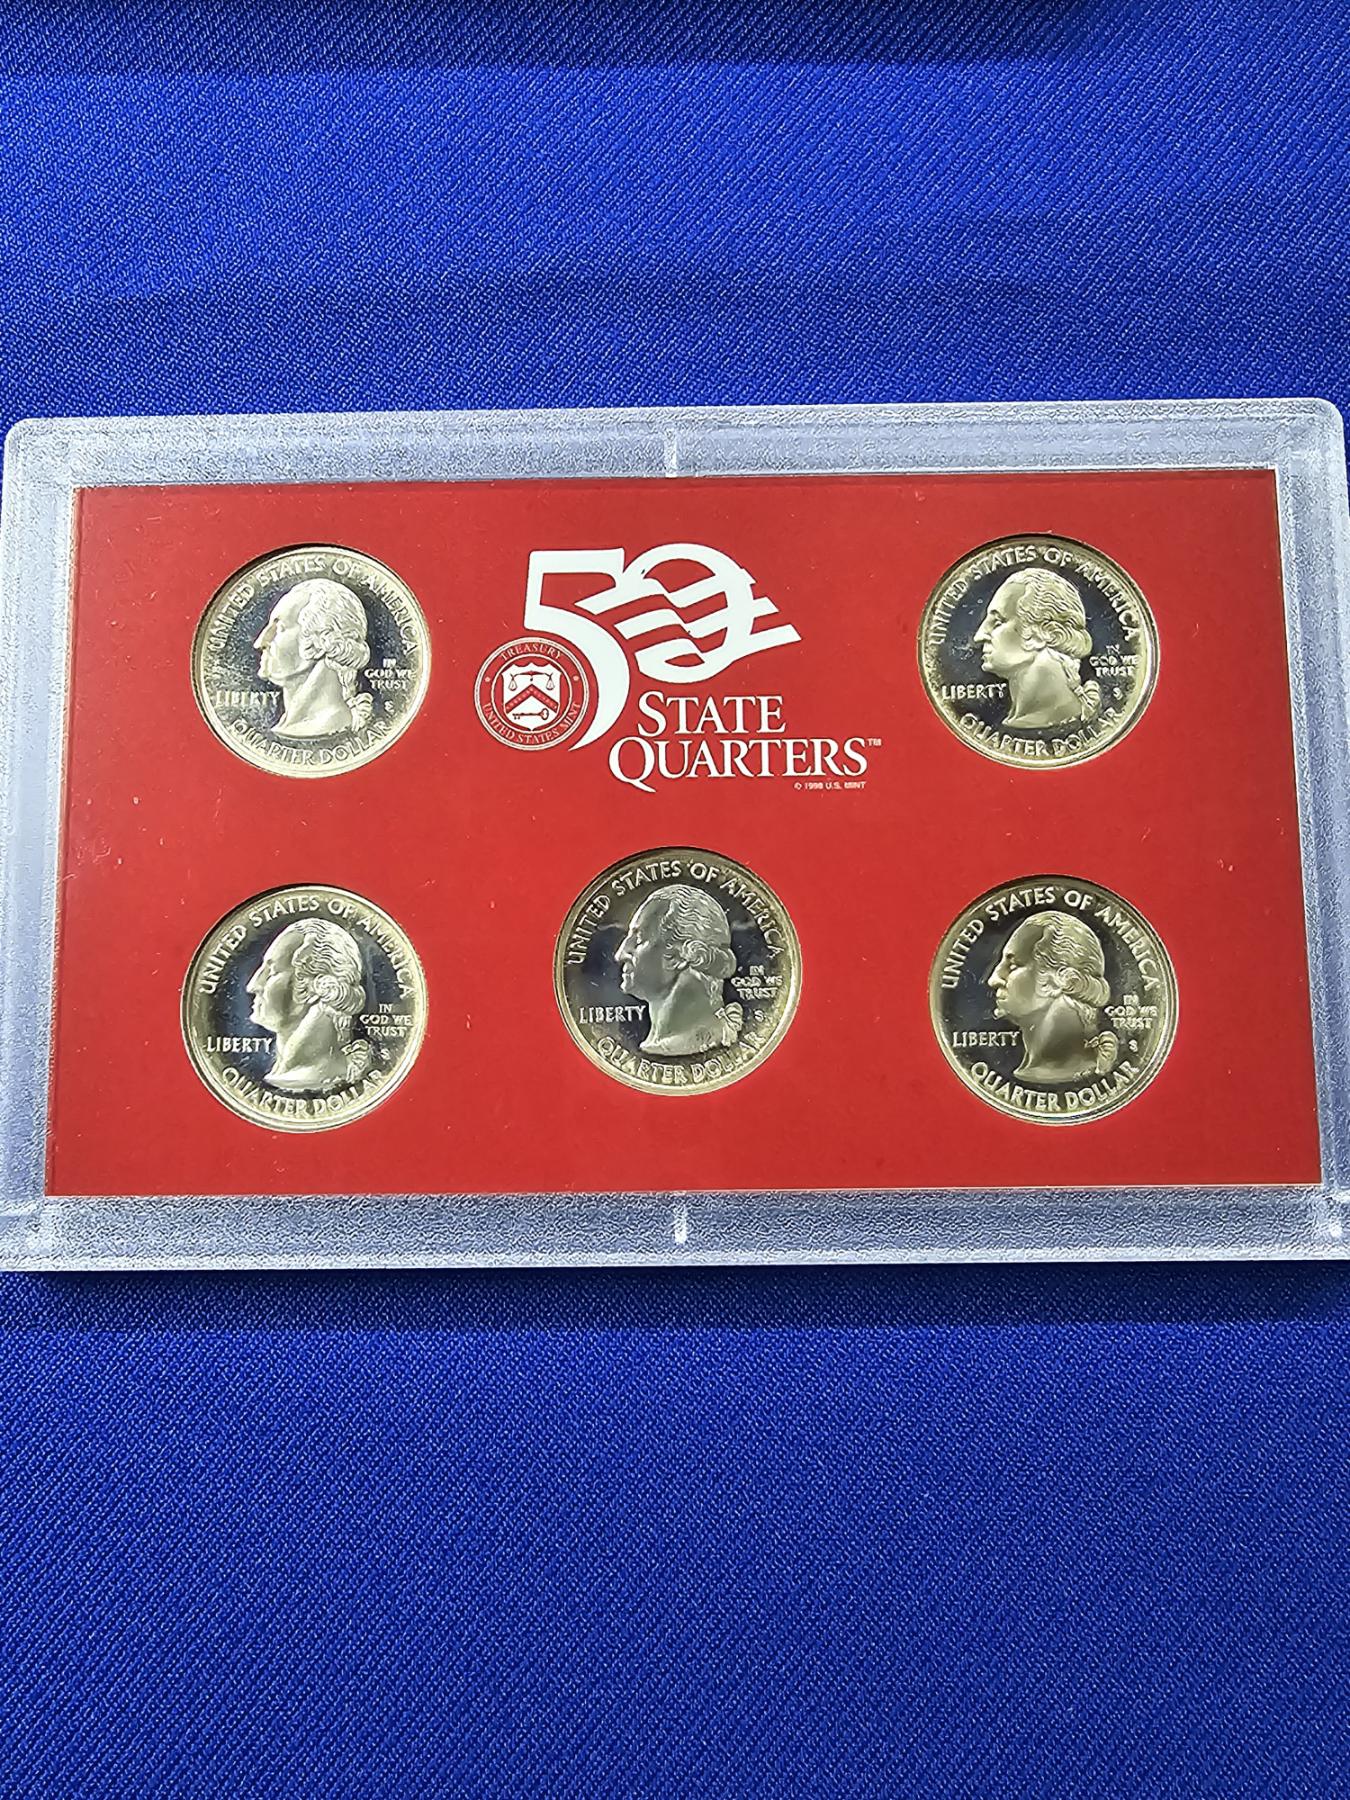 UNITED STATES OF AMERICA
LIBERTY
IN
GOD WE
TRUST
S
QUARTER DOLLAR
50
TREASURY
UNITED STATES MINT
STATE
QUARTERS™
© 1998 U.S. MINT
UNITED STATES OF AMERICA
LIBERTY
IN
GOD WE
TRUST
S
QUARTER DOLLAR
UNITED STATES OF AMERICA
LIBERTY
IN
GOD WE
TRUST
S
QUARTER DOLLAR
UNITED STATES OF AMERICA
LIBERTY
IN
GOD WE
TRUST
S
QUARTER DOLLAR
UNITED STATES OF AMERICA
LIBERTY
IN
GOD WE
TRUST
S
QUARTER DOLLAR